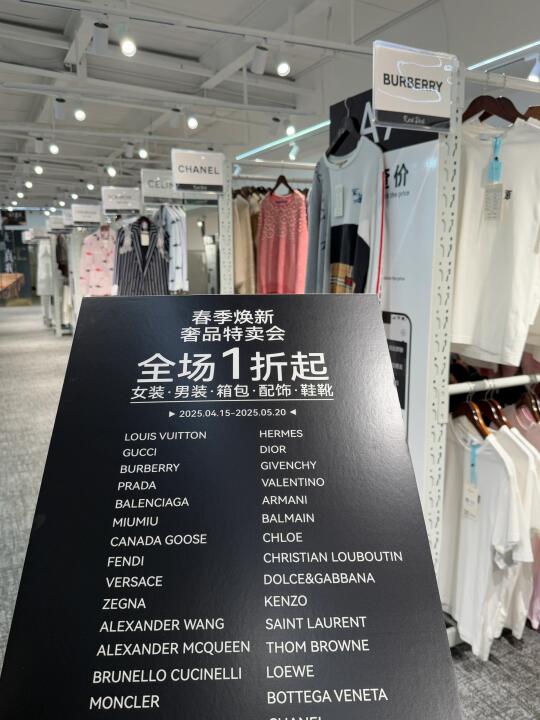 BURBERRY
CHANEL
春季焕新
奢品特卖会
全场1折起
女装·男装·箱包·配饰·鞋靴
▶ 2025.04.15-2025.05.20 ◀
LOUIS VUITTON
GUCCI
BURBERRY
PRADA
BALENCIAGA
MIUMIU
CANADA GOOSE
FENDI
VERSACE
ZEGNA
ALEXANDER WANG
ALEXANDER MCQUEEN
BRUNELLO CUCINELLI
MONCLER
HERMES
DIOR
GIVENCHY
VALENTINO
ARMANI
BALMAIN
CHLOE
CHRISTIAN LOUBOUTIN
DOLCE&GABBANA
KENZO
SAINT LAURENT
THOM BROWNE
LOEWE
BOTTEGA VENETA
CHANEL